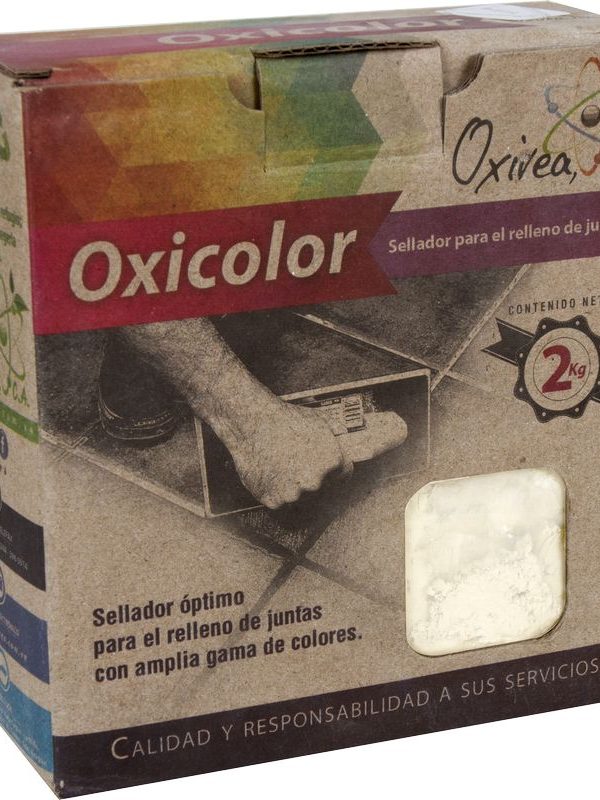 Oxivea,
Oxicolor
Sellador para el relleno de ju
CONTENIDO NET
2Kg
Sellador óptimo
para el relleno de juntas
con amplia gama de colores.
CALIDAD Y RESPONSABILIDAD A SUS SERVICIOS